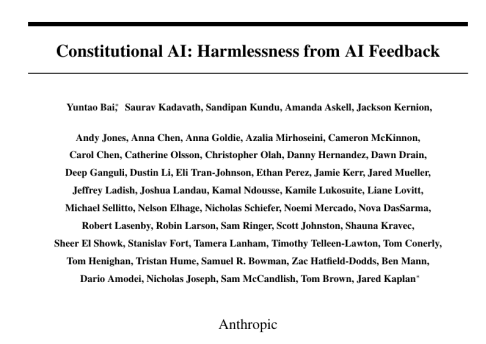 Constitutional AI: Harmlessness from AI Feedback
Yuntao Bai,* Saurav Kadavath, Sandipan Kundu, Amanda Askell, Jackson Kernion,
Andy Jones, Anna Chen, Anna Goldie, Azalia Mirhoseini, Cameron McKinnon,
Carol Chen, Catherine Olsson, Christopher Olah, Danny Hernandez, Dawn Drain,
Deep Ganguli, Dustin Li, Eli Tran-Johnson, Ethan Perez, Jamie Kerr, Jared Mueller,
Jeffrey Ladish, Joshua Landau, Kamal Ndousse, Kamile Lukosuite, Liane Lovitt,
Michael Sellitto, Nelson Elhage, Nicholas Schiefer, Noemi Mercado, Nova DasSarma,
Robert Lasenby, Robin Larson, Sam Ringer, Scott Johnston, Shauna Kravec,
Sheer El Showk, Stanislav Fort, Tamera Lanham, Timothy Telleen-Lawton, Tom Conerly,
Tom Henighan, Tristan Hume, Samuel R. Bowman, Zac Hatfield-Dodds, Ben Mann,
Dario Amodei, Nicholas Joseph, Sam McCandlish, Tom Brown, Jared Kaplan*
Anthropic